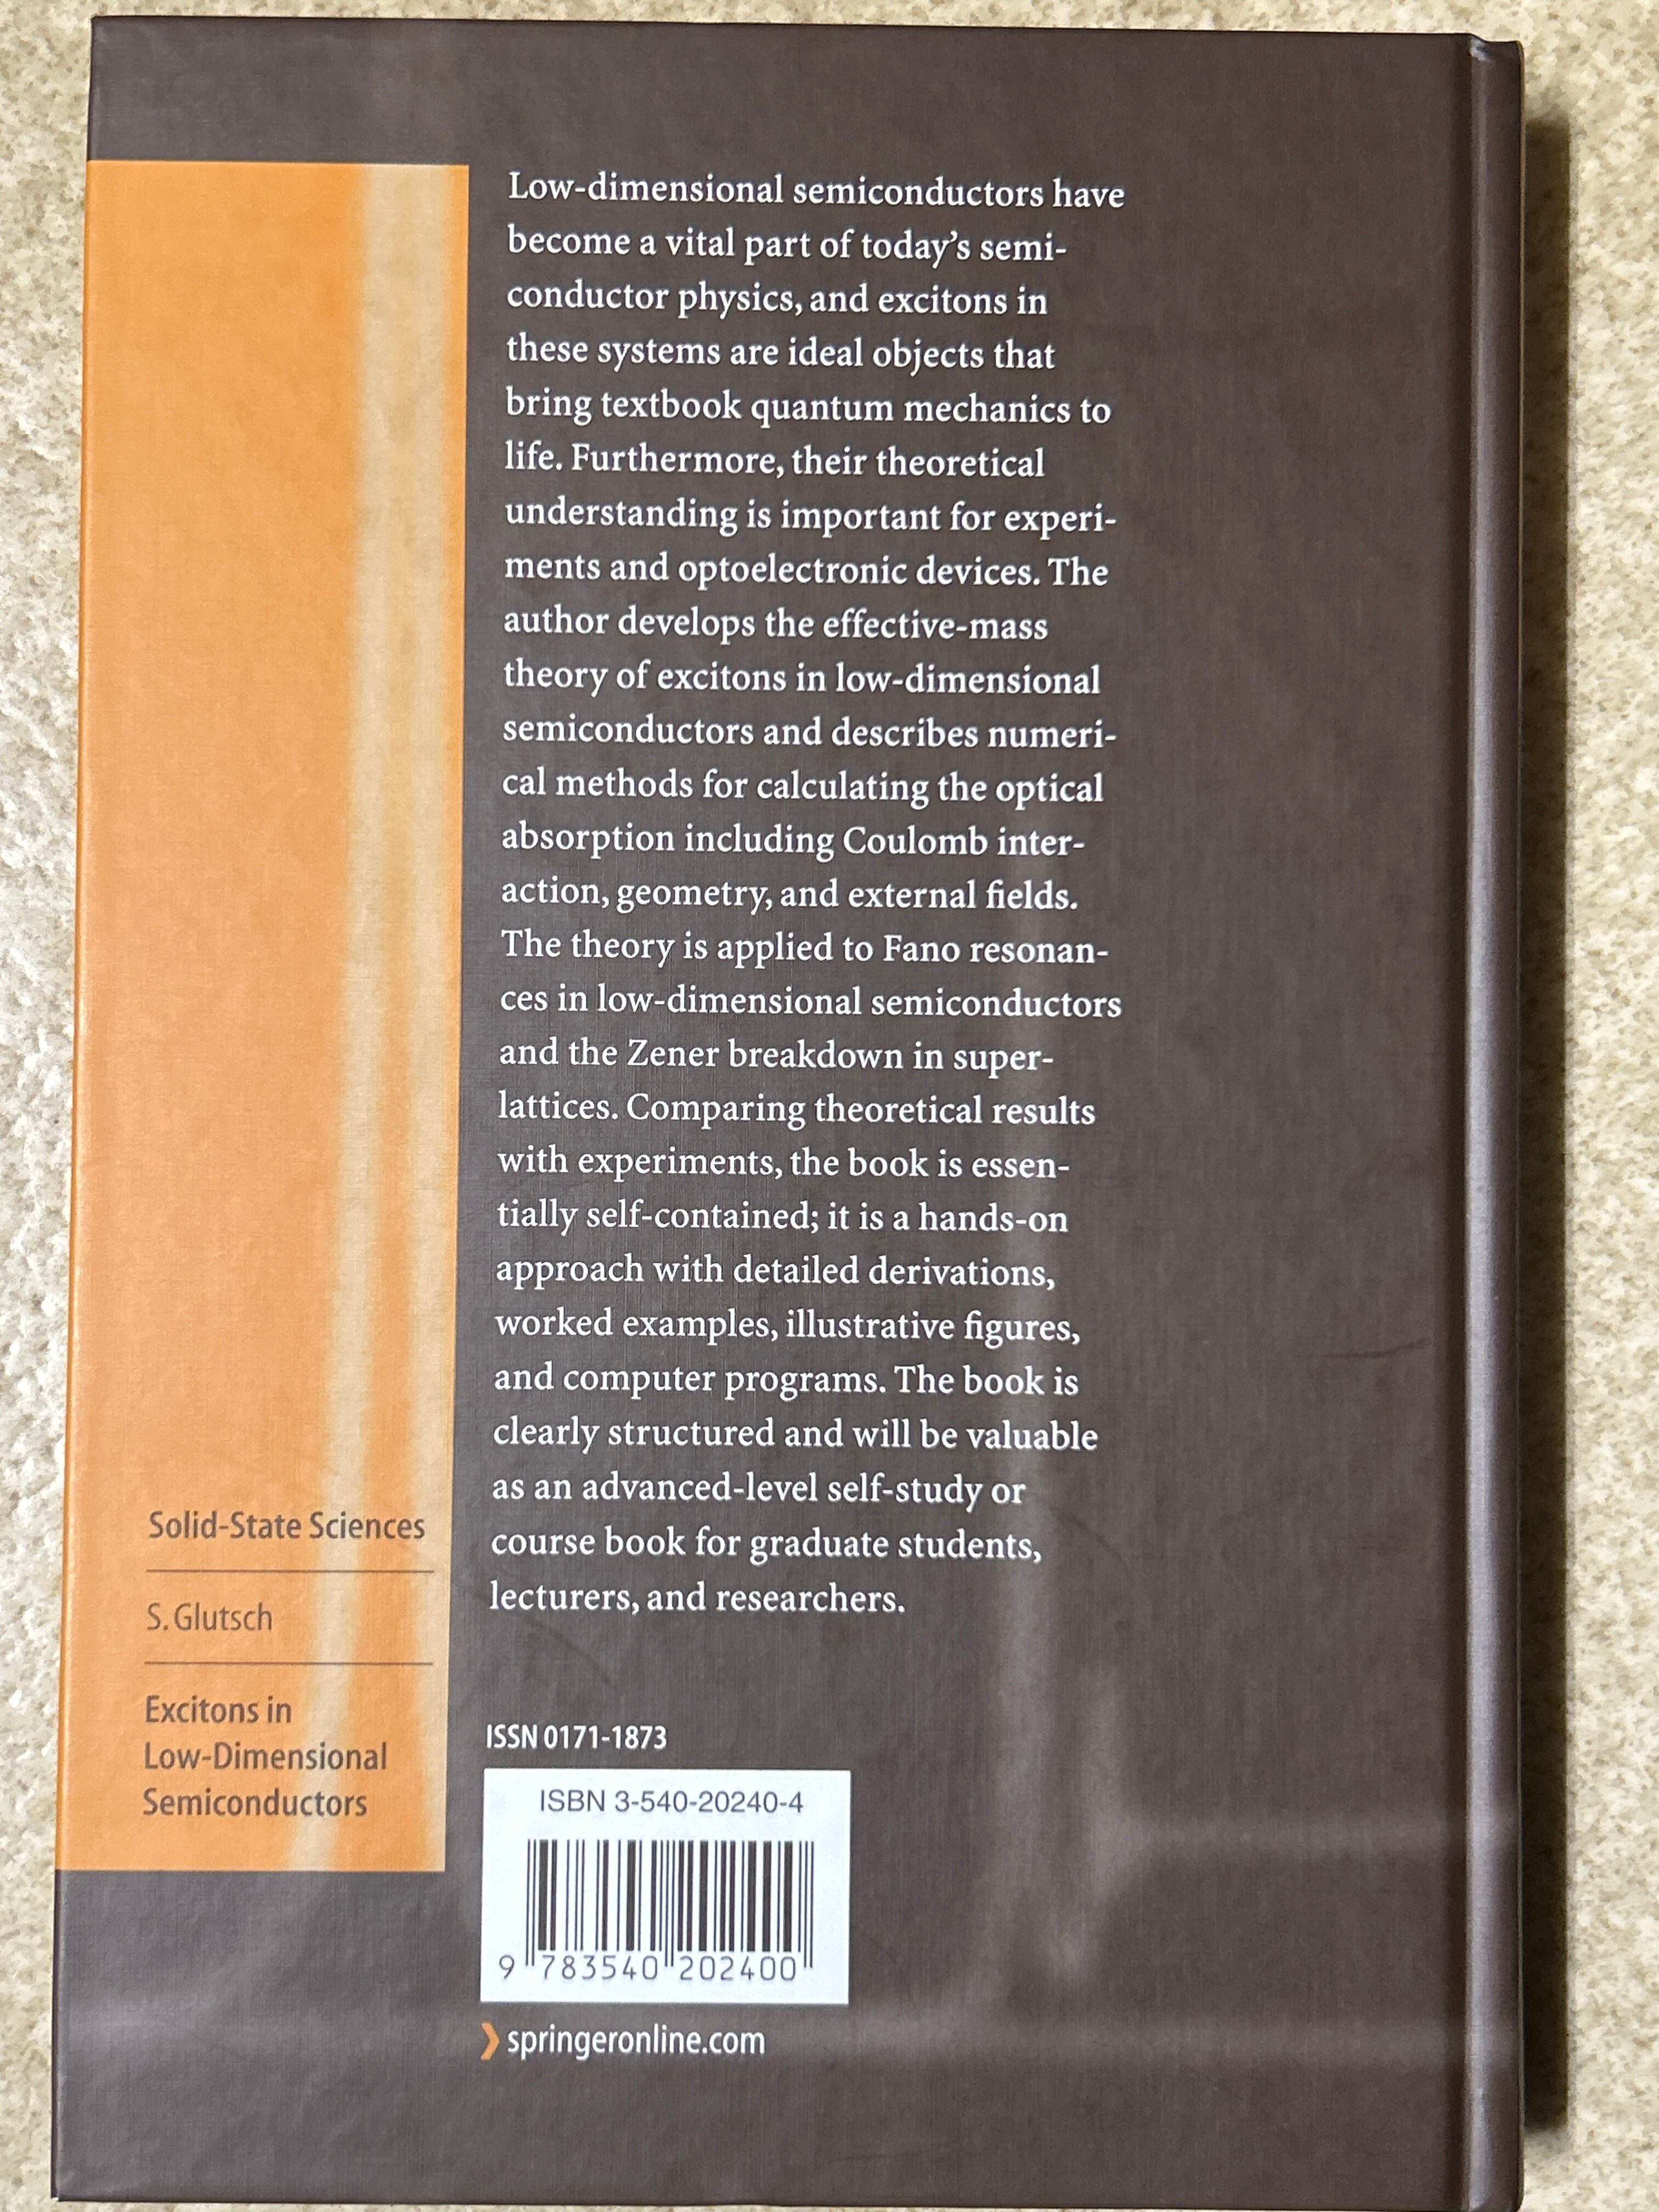 Low-dimensional semiconductors have
become a vital part of today's semi-
conductor physics, and excitons in
these systems are ideal objects that
bring textbook quantum mechanics to
life. Furthermore, their theoretical
understanding is important for experi-
ments and optoelectronic devices. The
author develops the effective-mass
theory of excitons in low-dimensional
semiconductors and describes numeri-
cal methods for calculating the optical
absorption including Coulomb inter-
action, geometry, and external fields.
The theory is applied to Fano resonan-
ces in low-dimensional semiconductors
and the Zener breakdown in super-
lattices. Comparing theoretical results
with experiments, the book is essen-
tially self-contained; it is a hands-on
approach with detailed derivations,
worked examples, illustrative figures,
and computer programs. The book is
clearly structured and will be valuable
as an advanced-level self-study or
course book for graduate students,
lecturers, and researchers.
Solid-State Sciences
S. Glutsch
Excitons in
Low-Dimensional
Semiconductors
ISSN 0171-1873
ISBN 3-540-20240-4
9 783540 202400
springeronline.com